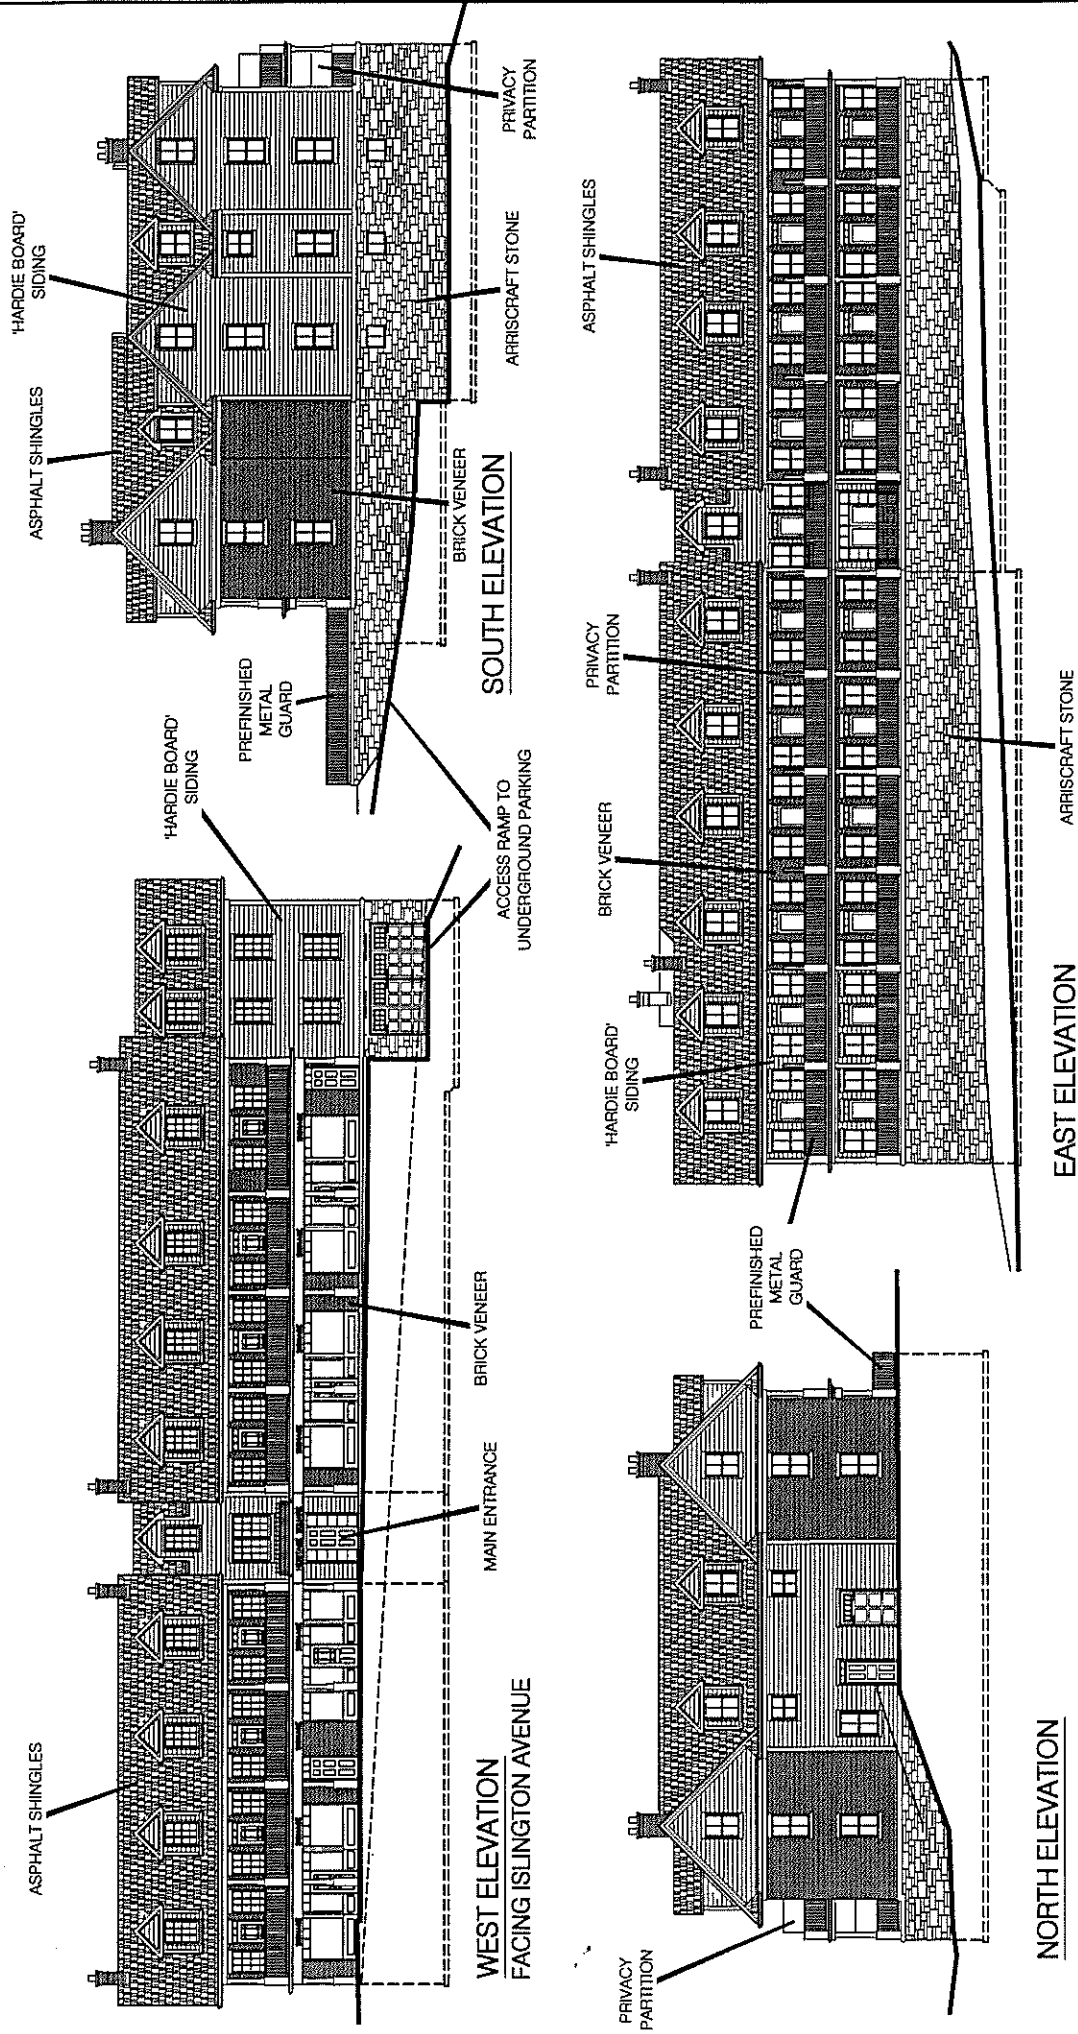 ASPHALT SHINGLES
'HARDIE BOARD'
SIDING
BRICK VENEER
MAIN ENTRANCE
ACCESS RAMP TO
UNDERGROUND PARKING
WEST ELEVATION
FACING ISLINGTON AVENUE
ASPHALT SHINGLES
'HARDIE BOARD'
SIDING
PREFINISHED
METAL
GUARD
BRICK VENEER
ARRISCRAFT STONE
PRIVACY
PARTITION
SOUTH ELEVATION
PRIVACY
PARTITION
PREFINISHED
METAL
GUARD
NORTH ELEVATION
'HARDIE BOARD'
SIDING
BRICK VENEER
PRIVACY
PARTITION
ASPHALT SHINGLES
ARRISCRAFT STONE
EAST ELEVATION